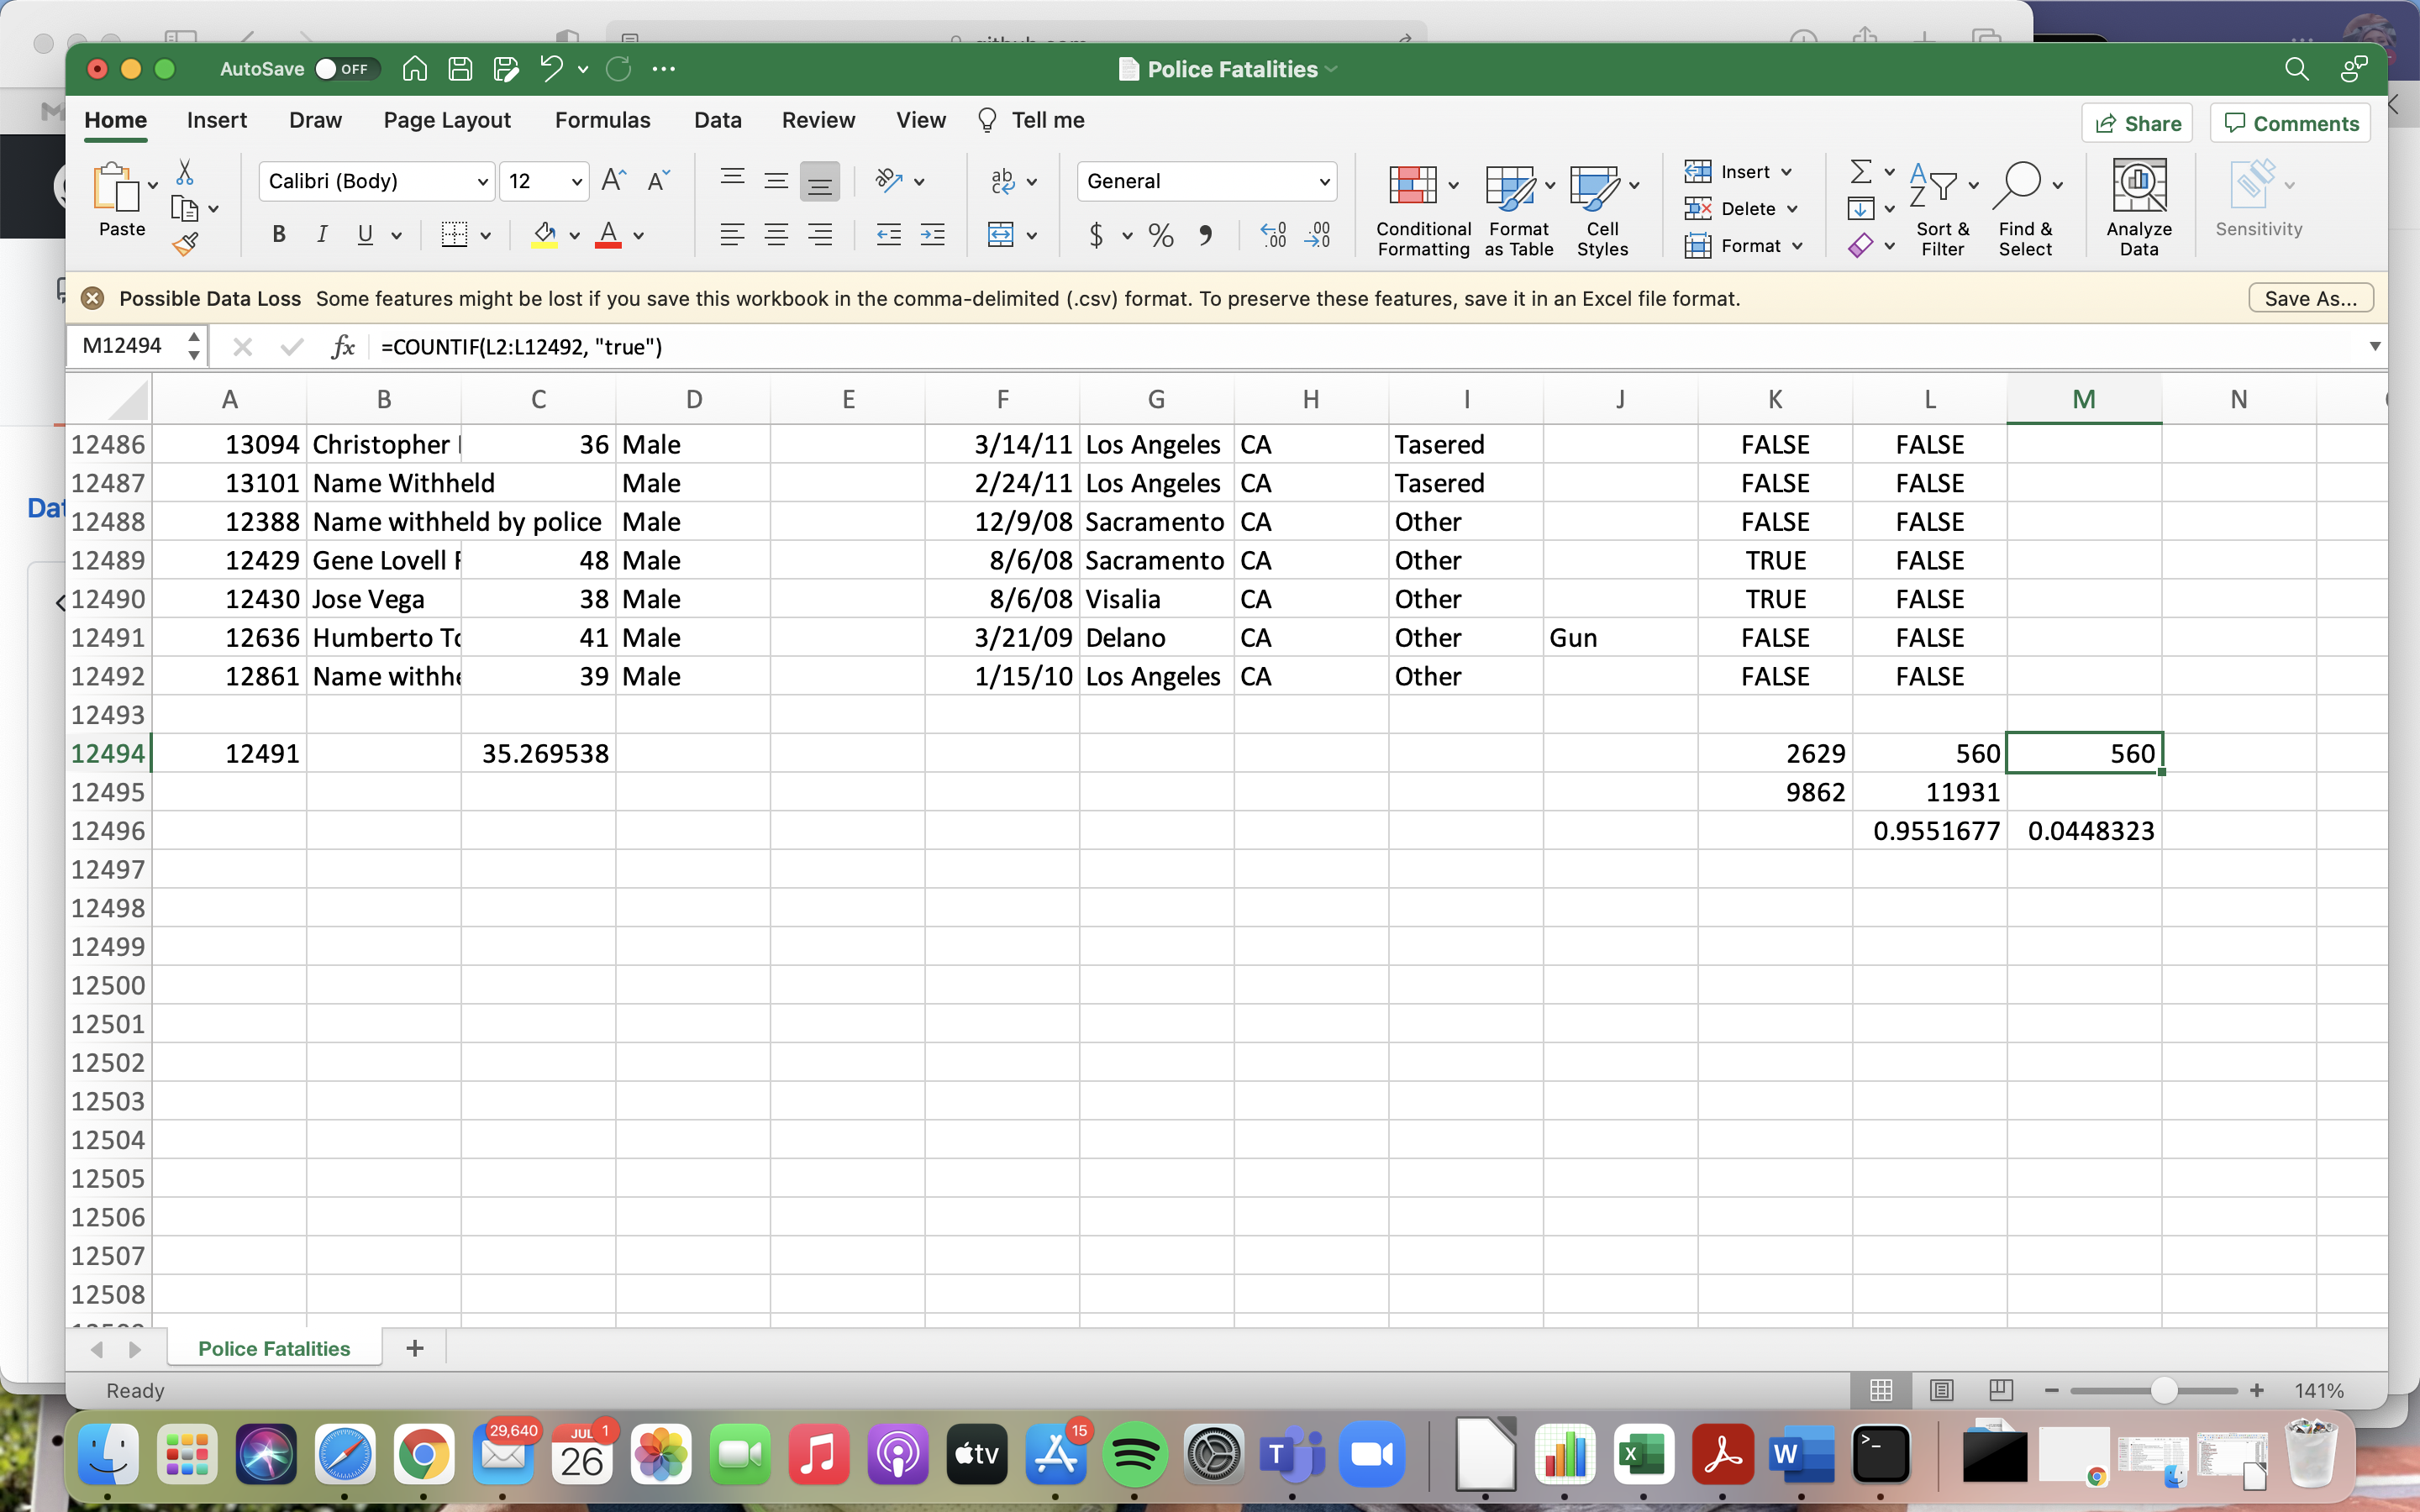 github.com
AutoSave OFF Police Fatalities
Home Insert Draw Page Layout Formulas Data Review View Tell me Share Comments
Paste Calibri (Body) 12 General Conditional Formatting Format as Table Cell Styles Insert Delete Format Sort & Filter Find & Select Analyze Data Sensitivity
Possible Data Loss Some features might be lost if you save this workbook in the comma-delimited (.csv) format. To preserve these features, save it in an Excel file format. Save As...
M12494 fx =COUNTIF(L2:L12492, "true")
A B C D E F G H I J K L M N
12486 13094 Christopher 36 Male 3/14/11 Los Angeles CA Tasered FALSE FALSE
12487 13101 Name Withheld Male 2/24/11 Los Angeles CA Tasered FALSE FALSE
12488 12388 Name withheld by police Male 12/9/08 Sacramento CA Other FALSE FALSE
12489 12429 Gene Lovell 48 Male 8/6/08 Sacramento CA Other TRUE FALSE
12490 12430 Jose Vega 38 Male 8/6/08 Visalia CA Other TRUE FALSE
12491 12636 Humberto 41 Male 3/21/09 Delano CA Other Gun FALSE FALSE
12492 12861 Name 39 Male 1/15/10 Los Angeles CA Other FALSE FALSE
12493
12494 12491 35.269538 2629 560 560
12495 9862 11931
12496 0.9551677 0.0448323
12497
12498
12499
12500
12501
12502
12503
12504
12505
12506
12507
12508
Police Fatalities +
Ready 141%
29,640 JUL 1 26 tv 15 T X W >_